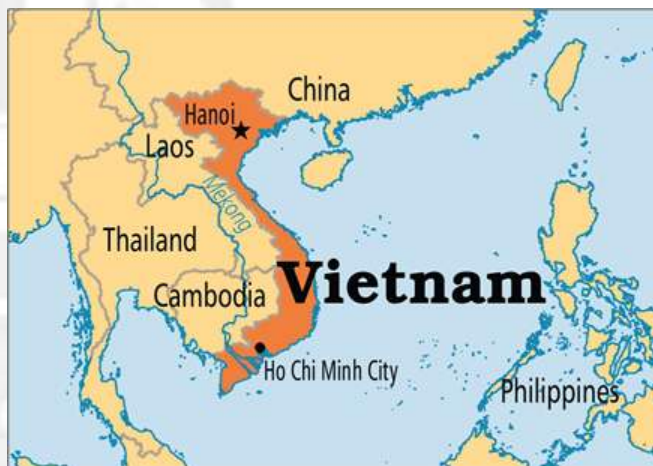 China
Hanoi
Laos
Mekong
Thailand
Vietnam
Cambodia
Ho Chi Minh City
Philippines